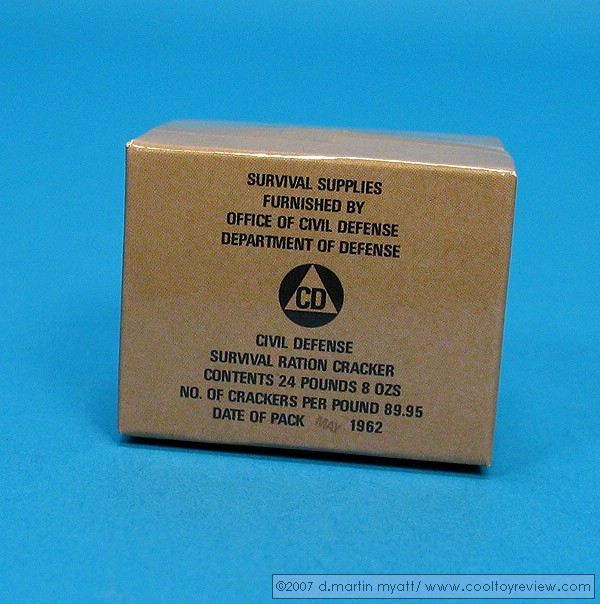 SURVIVAL SUPPLIES
FURNISHED BY
OFFICE OF CIVIL DEFENSE
DEPARTMENT OF DEFENSE
CD
CIVIL DEFENSE
SURVIVAL RATION CRACKER
CONTENTS 24 POUNDS 8 OZS
NO. OF CRACKERS PER POUND 89.95
DATE OF PACK MAY 1962
©2007 d.martin myatt/ www.cooltoyreview.com